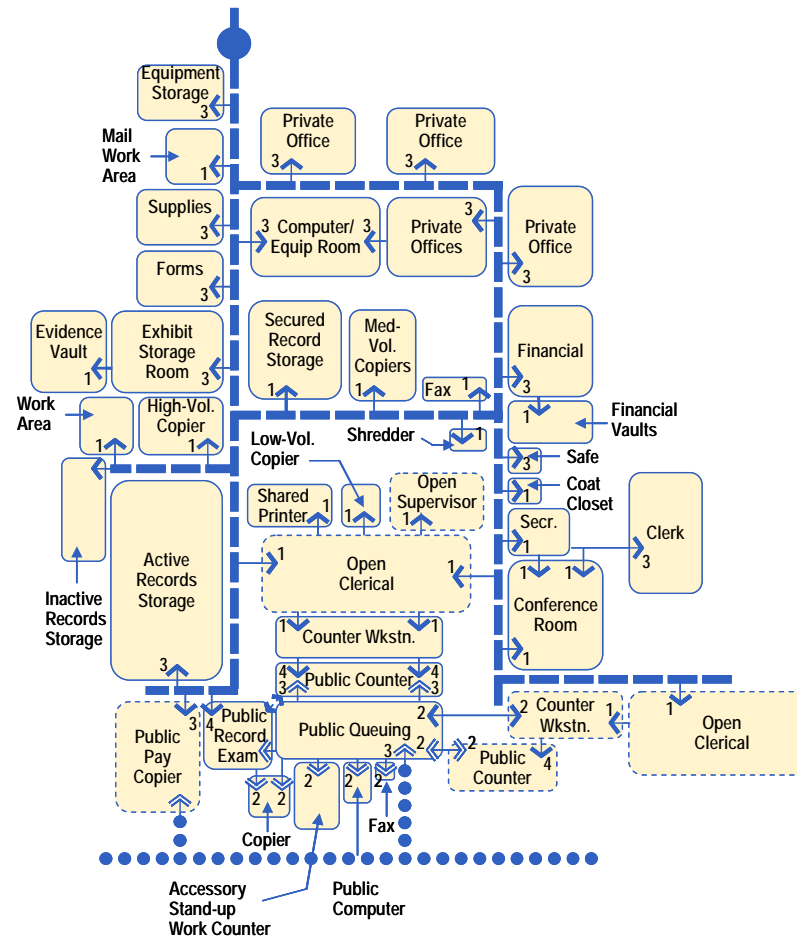 Equipment
Storage
3
Mail
Work
Area
1
Private
Office
3
Private
Office
3
Supplies
3
3 Computer/ 3
Equip Room
Private
Offices
3
Private
Office
3
Forms
3
Evidence
Vault
1
Exhibit
Storage
Room
3
Secured
Record
Storage
1
Med-
Vol.
Copiers
1
Fax 1
Financial
3
Work
Area
1
High-Vol.
Copier
1
Low-Vol.
Copier
Shredder
1
1
Financial
Vaults
3
Safe
1
Coat
Closet
Shared
Printer
1
1
Open
Supervisor
1
Secr.
1
Clerk
3
Active
Records
Storage
3
Inactive
Records
Storage
1
Open
Clerical
1
1 1
Conference
Room
1
1 1
Counter Wkstn.
4 4
3 Public Counter 3
Public
Pay
Copier
3
4
Public
Record
Exam
Public Queuing
2
2
3
2
2
Counter
Wkstn.
1
1
Open
Clerical
Public
Counter
4
2 2
Copier
2
2
2
Fax
Accessory
Stand-up
Work Counter
Public
Computer